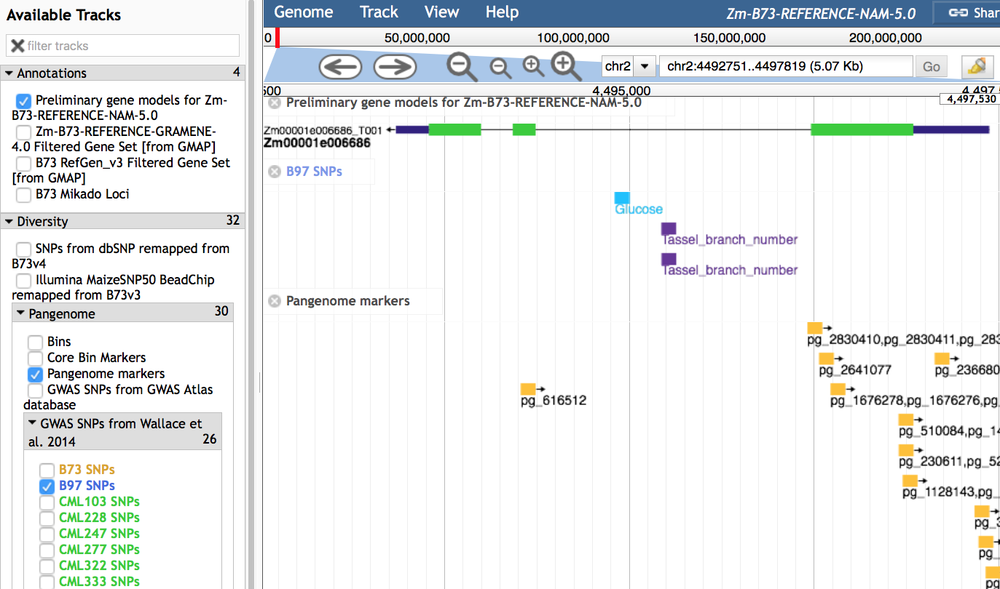 Available Tracks
filter tracks
Annotations 4
Preliminary gene models for Zm-
B73-REFERENCE-NAM-5.0
Zm-B73-REFERENCE-GRAMENE-
4.0 Filtered Gene Set [from GMAP]
B73 RefGen_v3 Filtered Gene Set
[from GMAP]
B73 Mikado Loci
Diversity 32
SNPs from dbSNP remapped from
B73v4
Illumina MaizeSNP50 BeadChip
remapped from B73v3
Pangenome 30
Bins
Core Bin Markers
Pangenome markers
GWAS SNPs from GWAS Atlas
database
GWAS SNPs from Wallace et
al. 2014 26
B73 SNPs
B97 SNPs
CML103 SNPs
CML228 SNPs
CML247 SNPs
CML277 SNPs
CML322 SNPs
CML333 SNPs
Genome Track View Help Zm-B73-REFERENCE-NAM-5.0 Shar
0 50,000,000 100,000,000 150,000,000 200,000,000
chr2 chr2:4492751..4497819 (5.07 Kb) Go
500 4,495,000 4,497,5
4,497,530
Preliminary gene models for Zm-B73-REFERENCE-NAM-5.0
Zm00001e006686_T001
Zm00001e006686
B97 SNPs
Glucose
Tassel_branch_number
Tassel_branch_number
Pangenome markers
pg_2830410,pg_2830411,pg_283
pg_2641077 pg_236680
pg_616512 pg_1676278,pg_1676276,pg_
pg_510084,pg_14
pg_230611,pg_52
pg_1128143,pg_
pg_3
pg_
pg